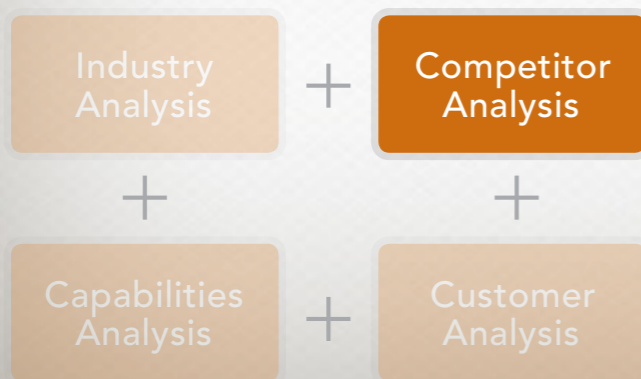 Industry
Analysis
+
Competitor
Analysis
+
+
Capabilities
Analysis
+
Customer
Analysis